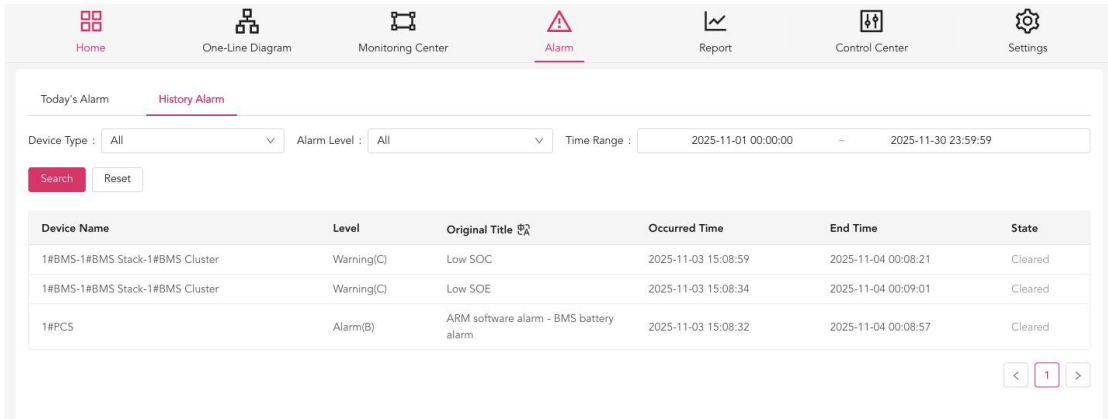 Home One-Line Diagram Monitoring Center Alarm Report Control Center Settings
Today's Alarm History Alarm
Device Type : All Alarm Level : All Time Range : 2025-11-01 00:00:00 ~ 2025-11-30 23:59:59
Search Reset
Device Name Level Original Title Occurred Time End Time State
1#BMS-1#BMS Stack-1#BMS Cluster Warning(C) Low SOC 2025-11-03 15:08:59 2025-11-04 00:08:21 Cleared
1#BMS-1#BMS Stack-1#BMS Cluster Warning(C) Low SOE 2025-11-03 15:08:34 2025-11-04 00:09:01 Cleared
1#PCS Alarm(B) ARM software alarm - BMS battery alarm 2025-11-03 15:08:32 2025-11-04 00:08:57 Cleared
< 1 >